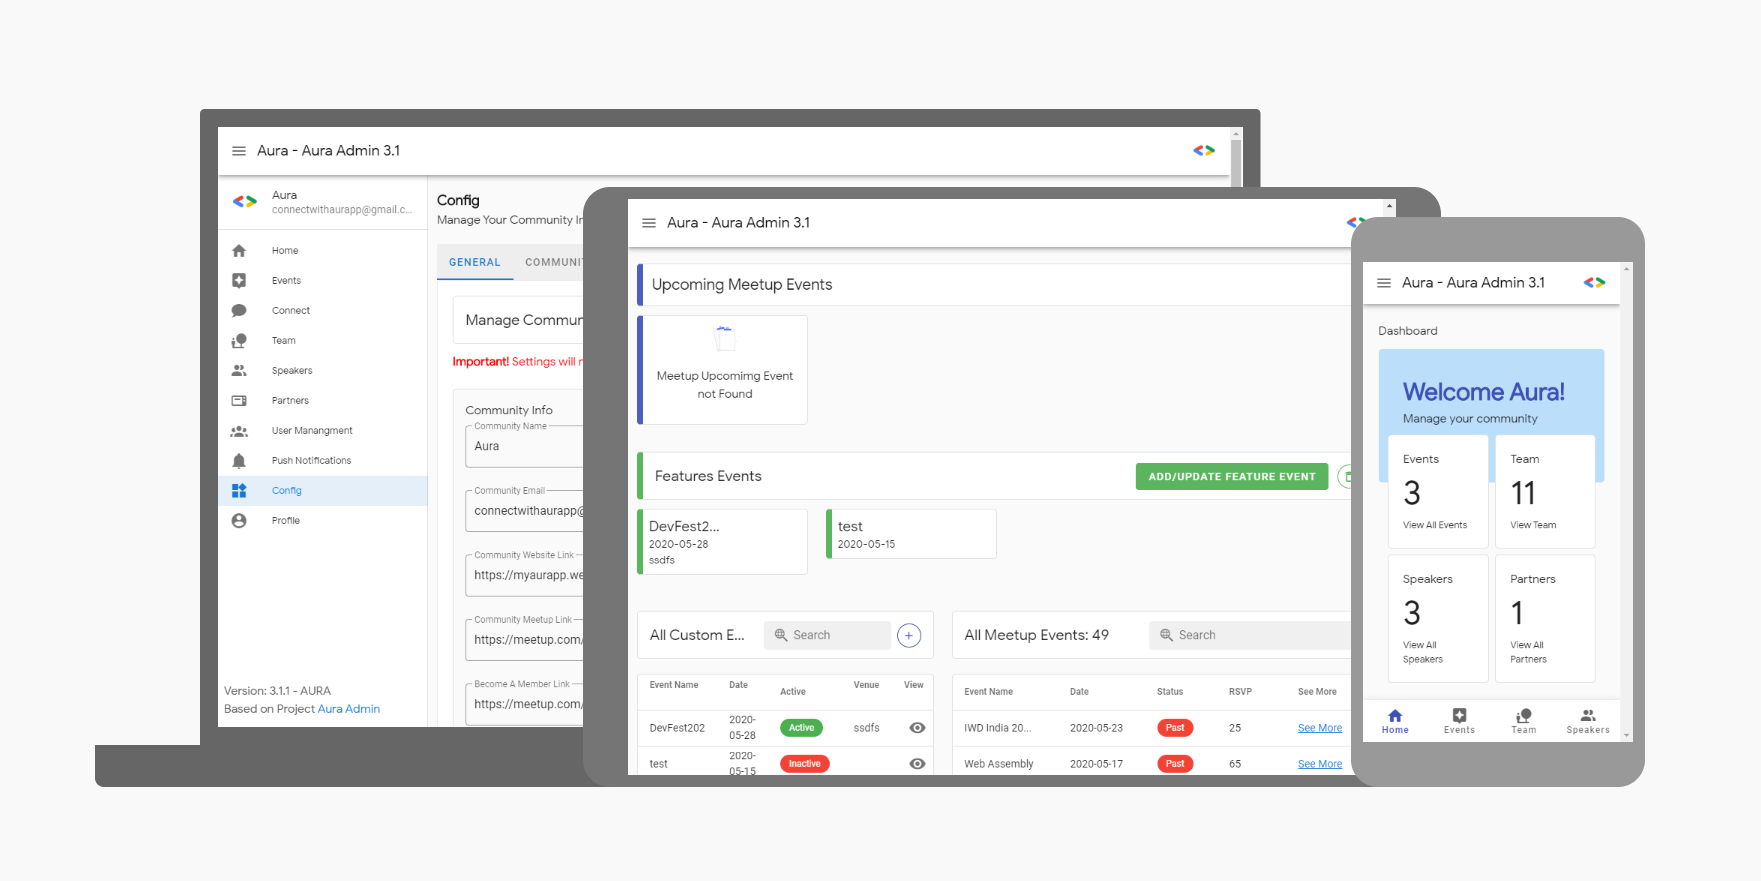 Aura - Aura Admin 3.1
Aura
connectwithaurapp@gmail.c...
Home
Events
Connect
Team
Speakers
Partners
User Managment
Push Notifications
Config
Profile
Version: 3.1.1 - AURA
Based on Project Aura Admin
Config
Manage Your Community In
GENERAL COMMUNIT
Manage Commun
Important! Settings will n
Community Info
Community Name
Aura
Community Email
connectwithaurapp@
Community Website Link
https://myaurapp.we
Community Meetup Link
https://meetup.com/
Become A Member Link
https://meetup.com/
Aura - Aura Admin 3.1
Upcoming Meetup Events
Meetup Upcomimg Event
not Found
Features Events
ADD/UPDATE FEATURE EVENT
DevFest2...
2020-05-28
ssdfs
test
2020-05-15
All Custom E...
Search
Event Name Date Active Venue View
DevFest202 2020-05-28 Active ssdfs
test 2020-05-15 Inactive
All Meetup Events: 49
Search
Event Name Date Status RSVP See More
IWD India 20... 2020-05-23 Past 25 See More
Web Assembly 2020-05-17 Past 65 See More
Aura - Aura Admin 3.1
Dashboard
Welcome Aura!
Manage your community
Events
3
View All Events
Team
11
View Team
Speakers
3
View All
Speakers
Partners
1
View All
Partners
Home Events Team Speakers